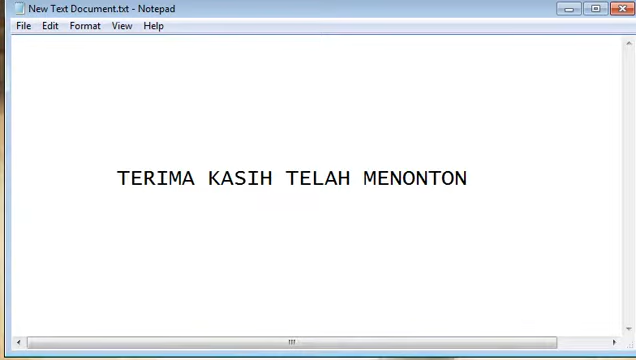 New Text Document.txt - Notepad
File Edit Format View Help
TERIMA KASIH TELAH MENONTON